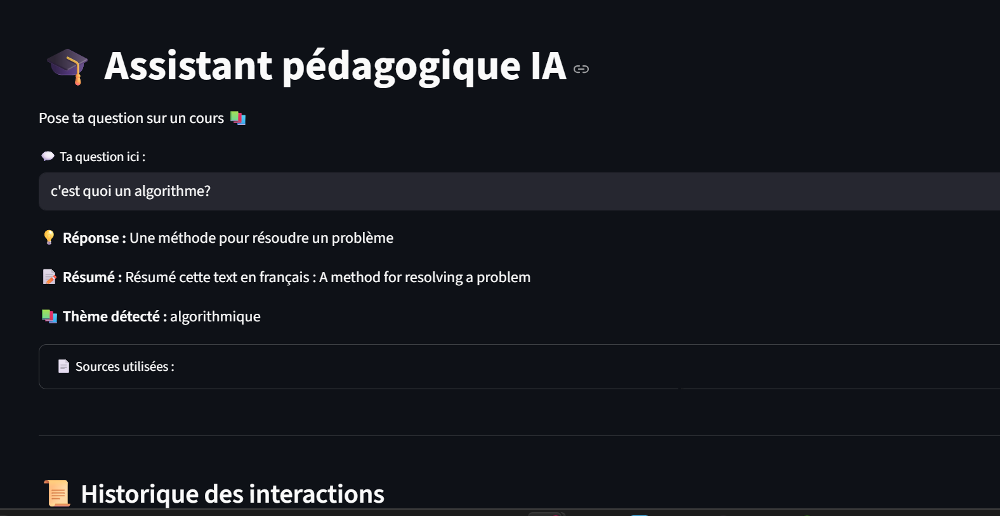 Assistant pédagogique IA
Pose ta question sur un cours
Ta question ici :
c'est quoi un algorithme?
Réponse : Une méthode pour résoudre un problème
Résumé : Résumé cette text en français : A method for resolving a problem
Thème détecté : algorithmique
Sources utilisées :
Historique des interactions